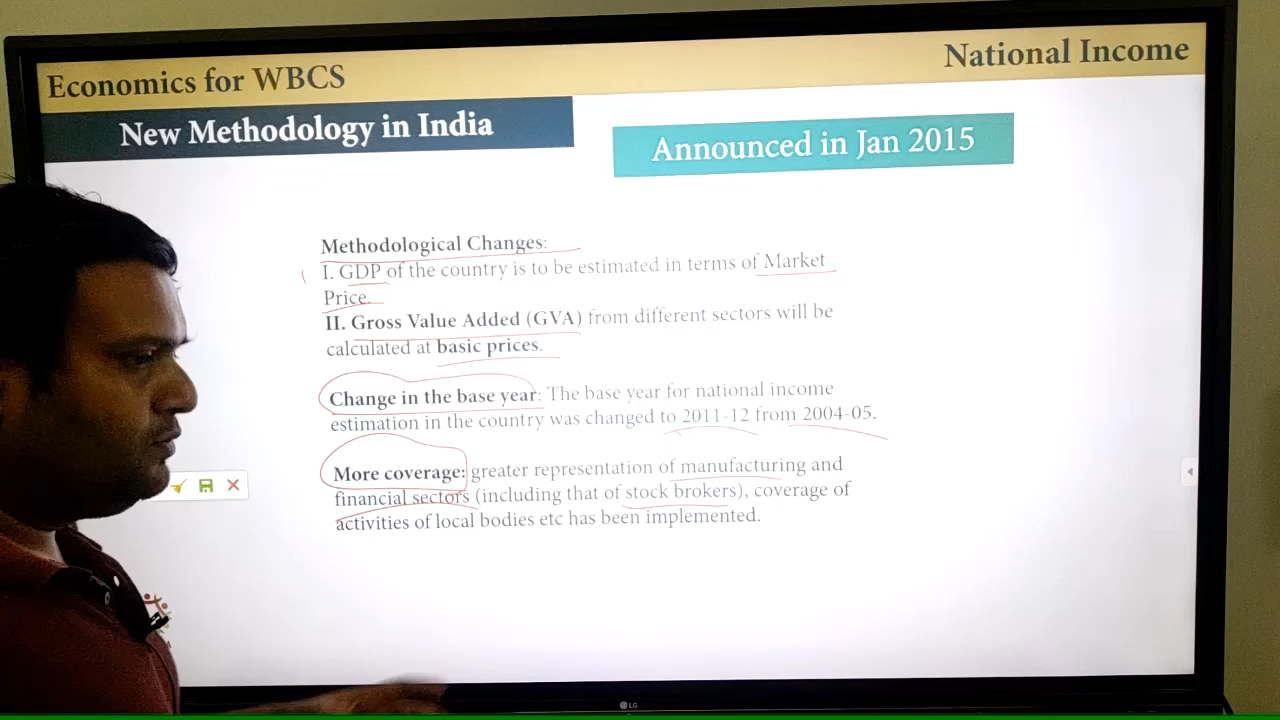 Economics for WBCS
National Income
New Methodology in India
Announced in Jan 2015
Methodological Changes:
I. GDP of the country is to be estimated in terms of Market
Price.
II. Gross Value Added (GVA) from different sectors will be
calculated at basic prices.
Change in the base year: The base year for national income
estimation in the country was changed to 2011-12 from 2004-05.
More coverage: greater representation of manufacturing and
financial sectors (including that of stock brokers), coverage of
activities of local bodies etc has been implemented.
LG